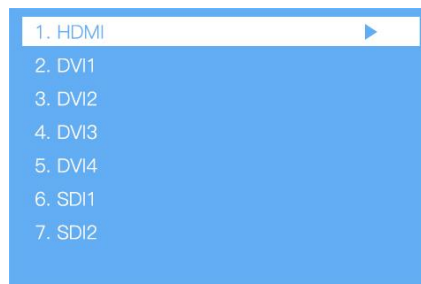 1. HDMI
2. DVI1
3. DVI2
4. DVI3
5. DVI4
6. SDI1
7. SDI2